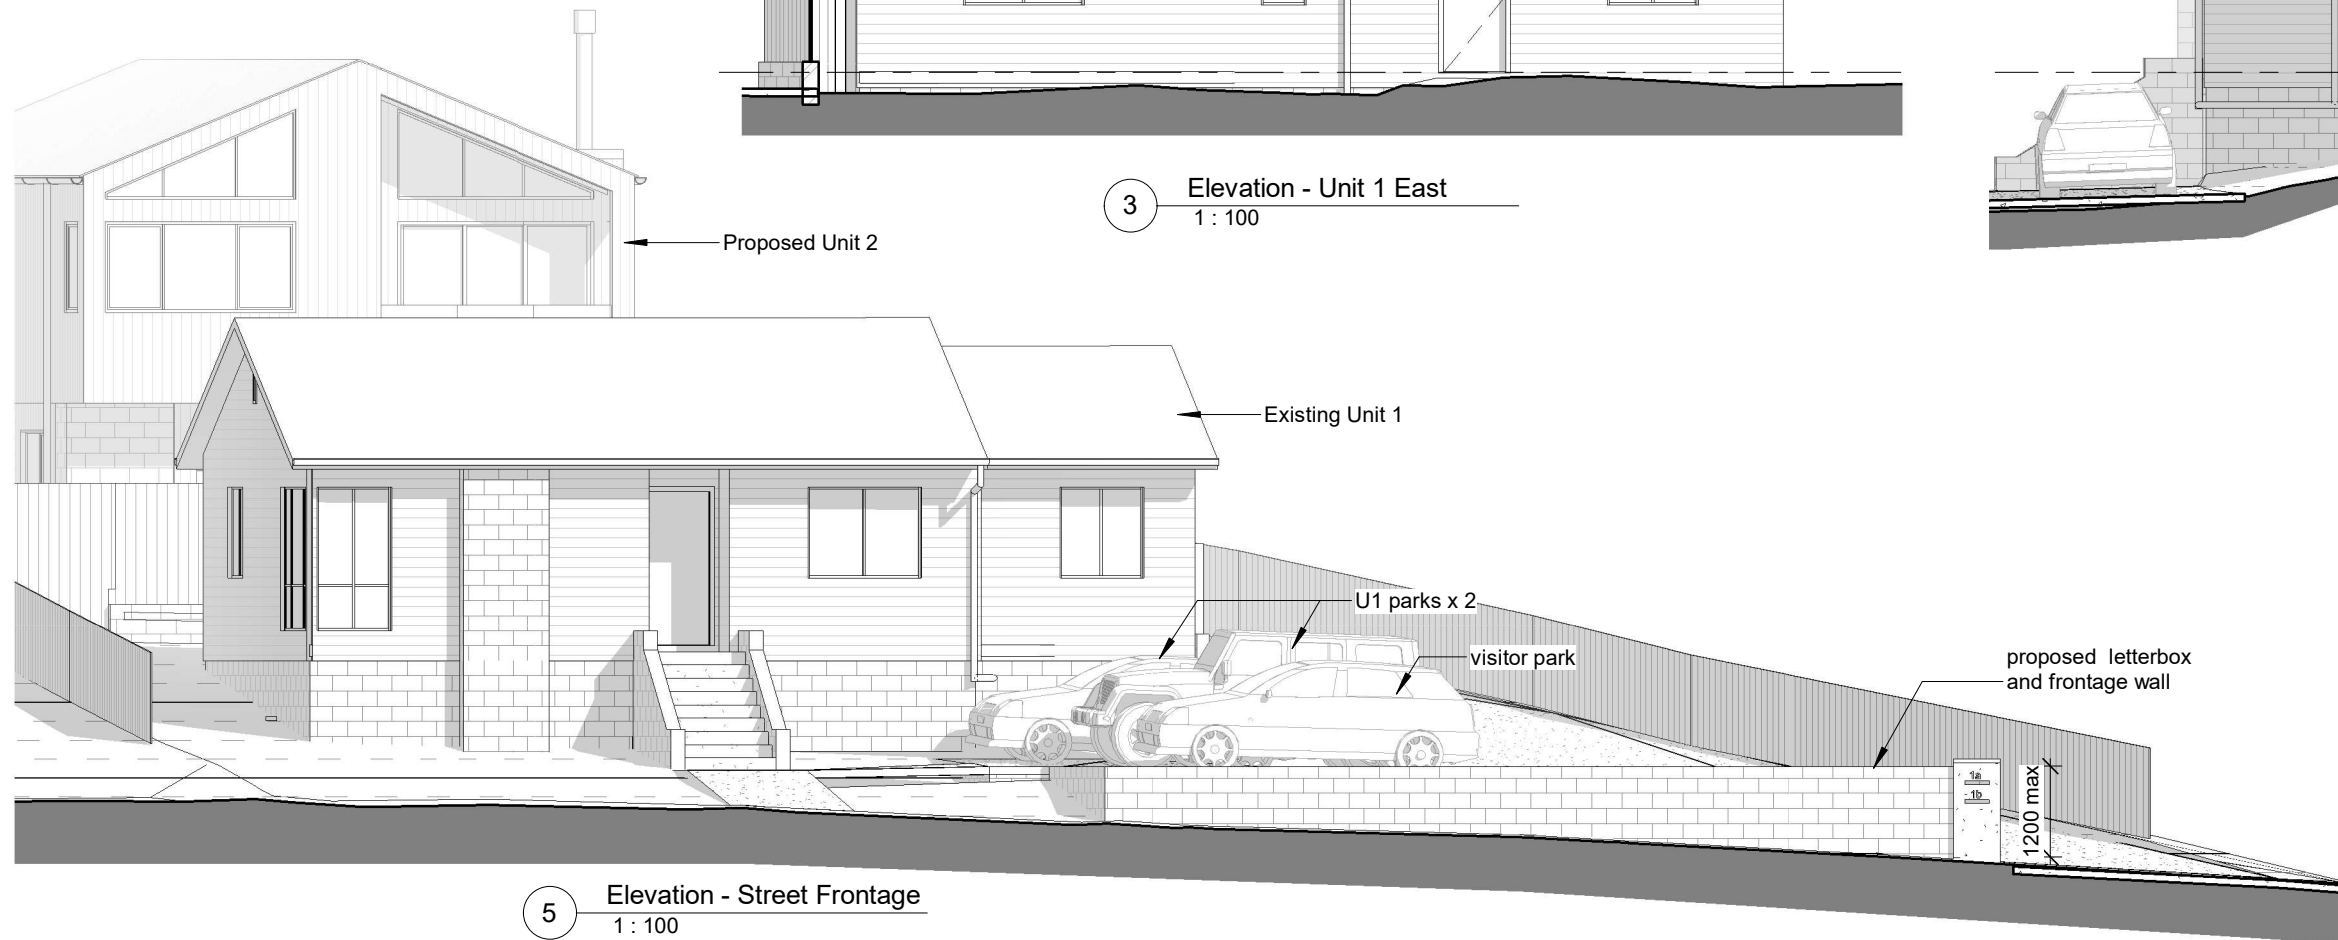 3
Elevation - Unit 1 East
1 : 100
Proposed Unit 2
Existing Unit 1
U1 parks x 2
visitor park
proposed letterbox
and frontage wall
1a
1b
1200 max
5
Elevation - Street Frontage
1 : 100